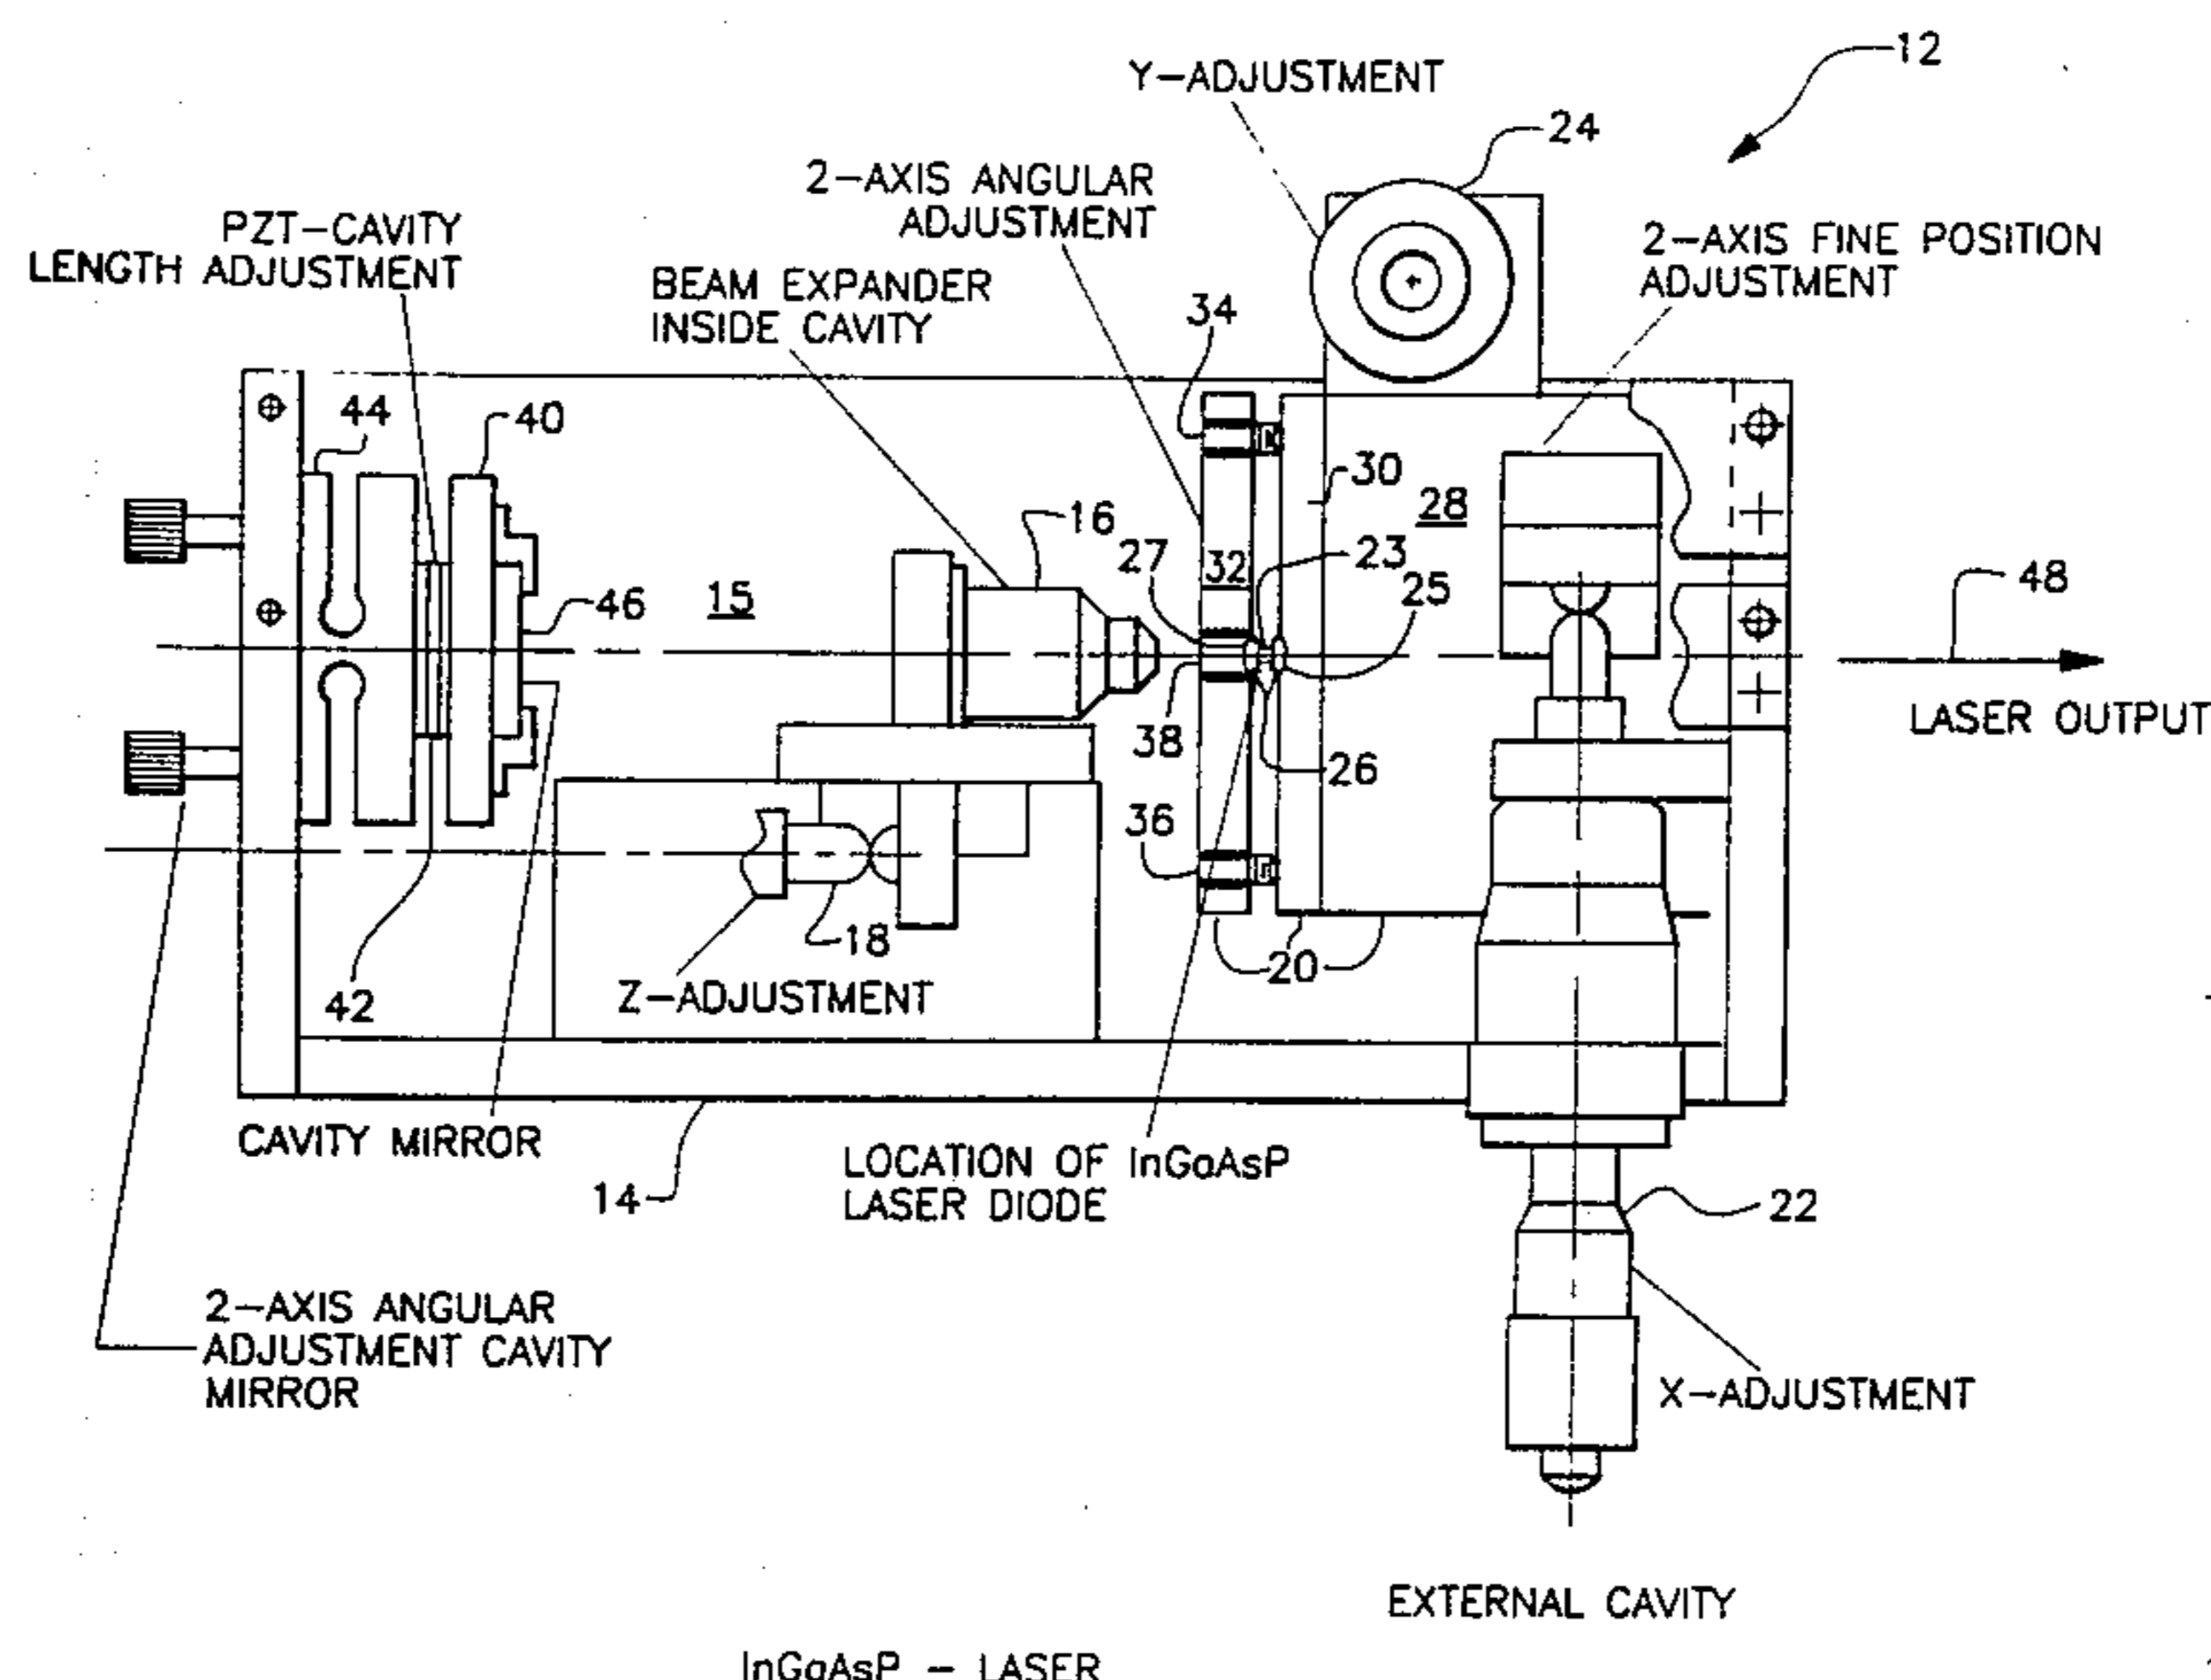 12
Y-ADJUSTMENT
24
2-AXIS ANGULAR
ADJUSTMENT
PZT-CAVITY
LENGTH ADJUSTMENT
2-AXIS FINE POSITION
ADJUSTMENT
BEAM EXPANDER
INSIDE CAVITY
34
44
40
30
28
16
27
32
23
25
48
46
15
LASER OUTPUT
38
26
36
18
20
42
Z-ADJUSTMENT
CAVITY MIRROR
14
LOCATION OF InGaAsP
LASER DIODE
22
2-AXIS ANGULAR
ADJUSTMENT CAVITY
MIRROR
X-ADJUSTMENT
EXTERNAL CAVITY
InGaAsP - LASER